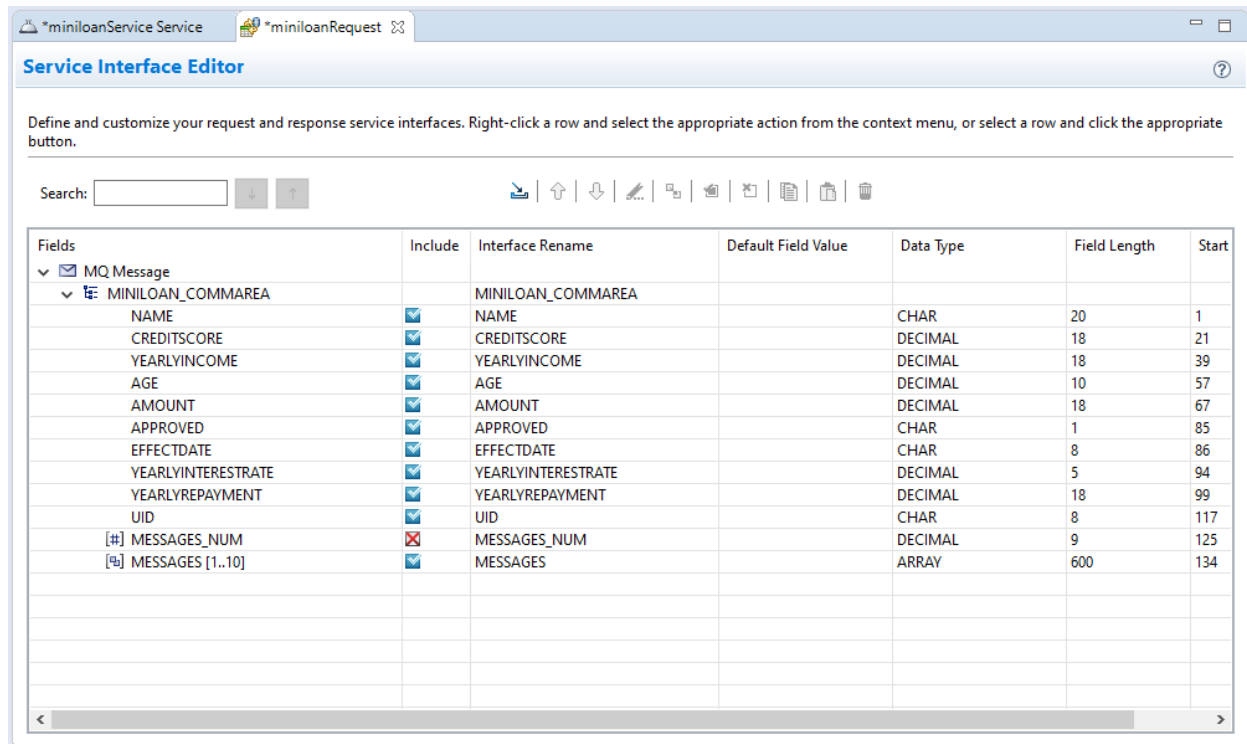 *miniloanService Service *miniloanRequest
Service Interface Editor
Define and customize your request and response service interfaces. Right-click a row and select the appropriate action from the context menu, or select a row and click the appropriate
button.
Search:
Fields Include Interface Rename Default Field Value Data Type Field Length Start
MQ Message
MINILOAN_COMMAREA MINILOAN_COMMAREA
NAME NAME CHAR 20 1
CREDITSCORE CREDITSCORE DECIMAL 18 21
YEARLYINCOME YEARLYINCOME DECIMAL 18 39
AGE AGE DECIMAL 10 57
AMOUNT AMOUNT DECIMAL 18 67
APPROVED APPROVED CHAR 1 85
EFFECTDATE EFFECTDATE CHAR 8 86
YEARLYINTERESTRATE YEARLYINTERESTRATE DECIMAL 5 94
YEARLYREPAYMENT YEARLYREPAYMENT DECIMAL 18 99
UID UID CHAR 8 117
[#] MESSAGES_NUM MESSAGES_NUM DECIMAL 9 125
MESSAGES [1..10] MESSAGES ARRAY 600 134